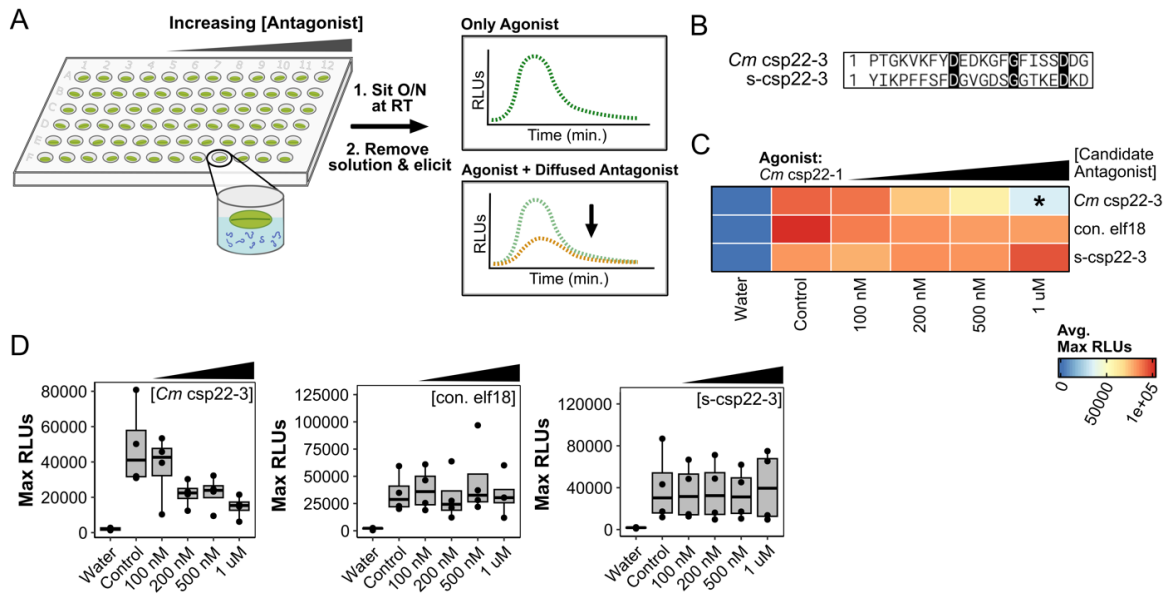 A
Increasing [Antagonist]
1 2 3 4 5 6 7 8 9 10 11 12
A
B
C
D
E
F
1. Sit O/N
at RT
2. Remove
solution & elicit
Only Agonist
RLUs
Time (min.)
Agonist + Diffused Antagonist
RLUs
Time (min.)
B
Cm csp22-3 1 PTGKVKFYDEDKGFGFISSDDG
s-csp22-3 1 YIKPFFSFDGVGDSGGTKEDKD
C
Agonist:
Cm csp22-1
[Candidate
Antagonist]
* Cm csp22-3
con. elf18
s-csp22-3
Water Control 100 nM 200 nM 500 nM 1 uM
Avg.
Max RLUs
0 50000 1e+05
D
[Cm csp22-3]
Max RLUs
80000
60000
40000
20000
0
Water Control 100 nM 200 nM 500 nM 1 uM
[con. elf18]
Max RLUs
125000
100000
75000
50000
25000
0
Water Control 100 nM 200 nM 500 nM 1 uM
[s-csp22-3]
Max RLUs
120000
80000
40000
0
Water Control 100 nM 200 nM 500 nM 1 uM